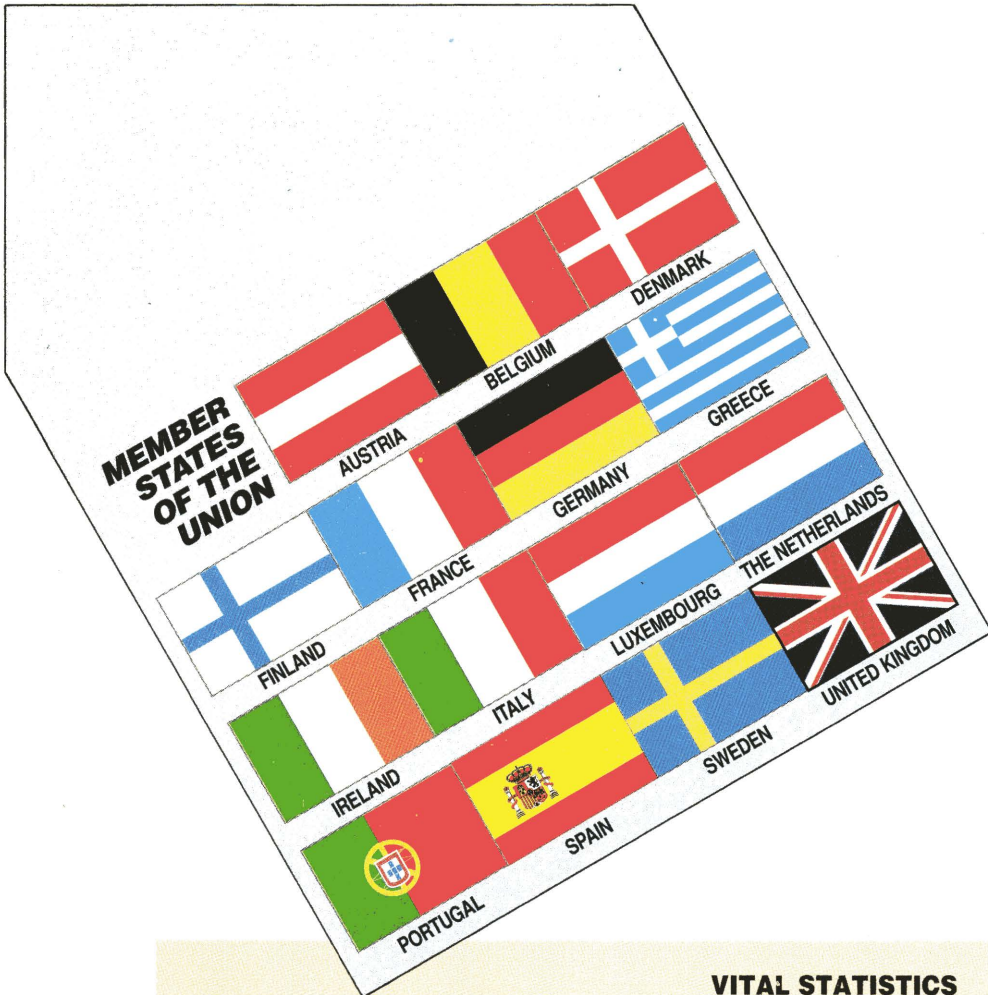 MEMBER
STATES
OF THE
UNION
AUSTRIA
BELGIUM
DENMARK
FINLAND
FRANCE
GERMANY
GREECE
IRELAND
ITALY
LUXEMBOURG
THE NETHERLANDS
PORTUGAL
SPAIN
SWEDEN
UNITED KINGDOM
VITAL STATISTICS